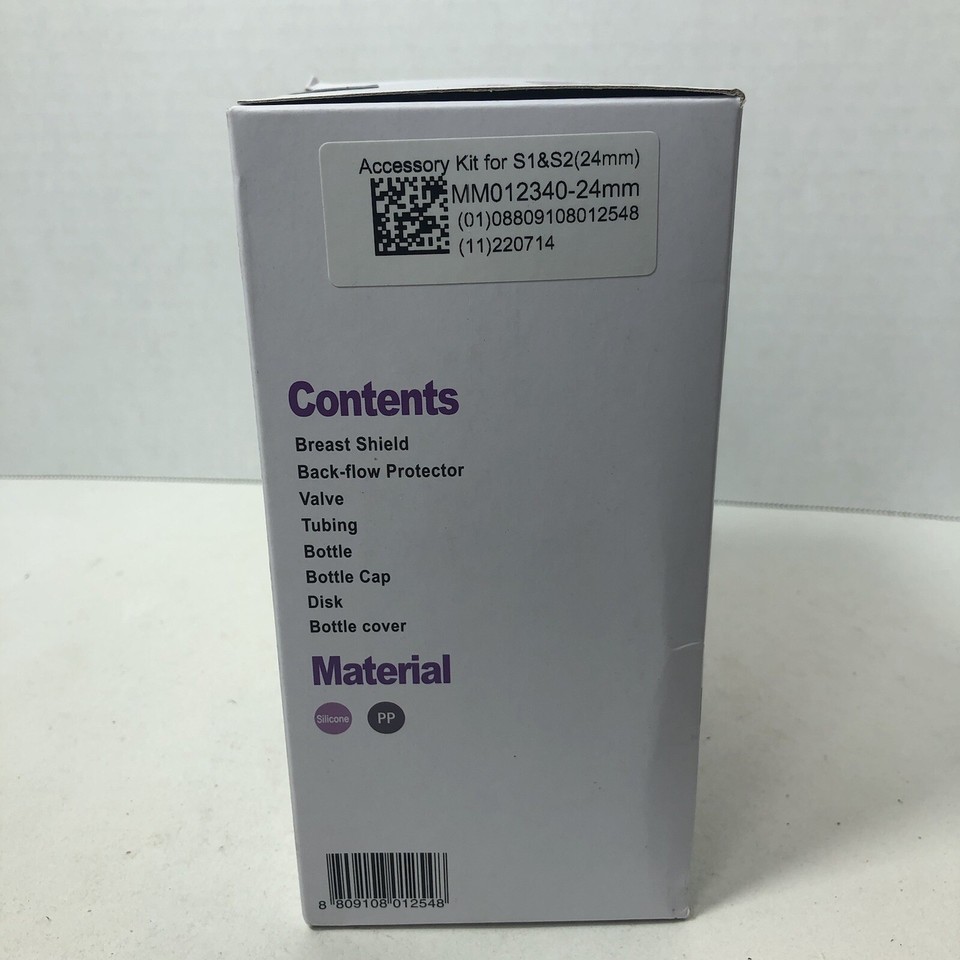 Accessory Kit for S1&S2(24mm)
MM012340-24mm
(01)08809108012548
(11)220714
Contents
Breast Shield
Back-flow Protector
Valve
Tubing
Bottle
Bottle Cap
Disk
Bottle cover
Material
Silicone PP
8 809108 012548